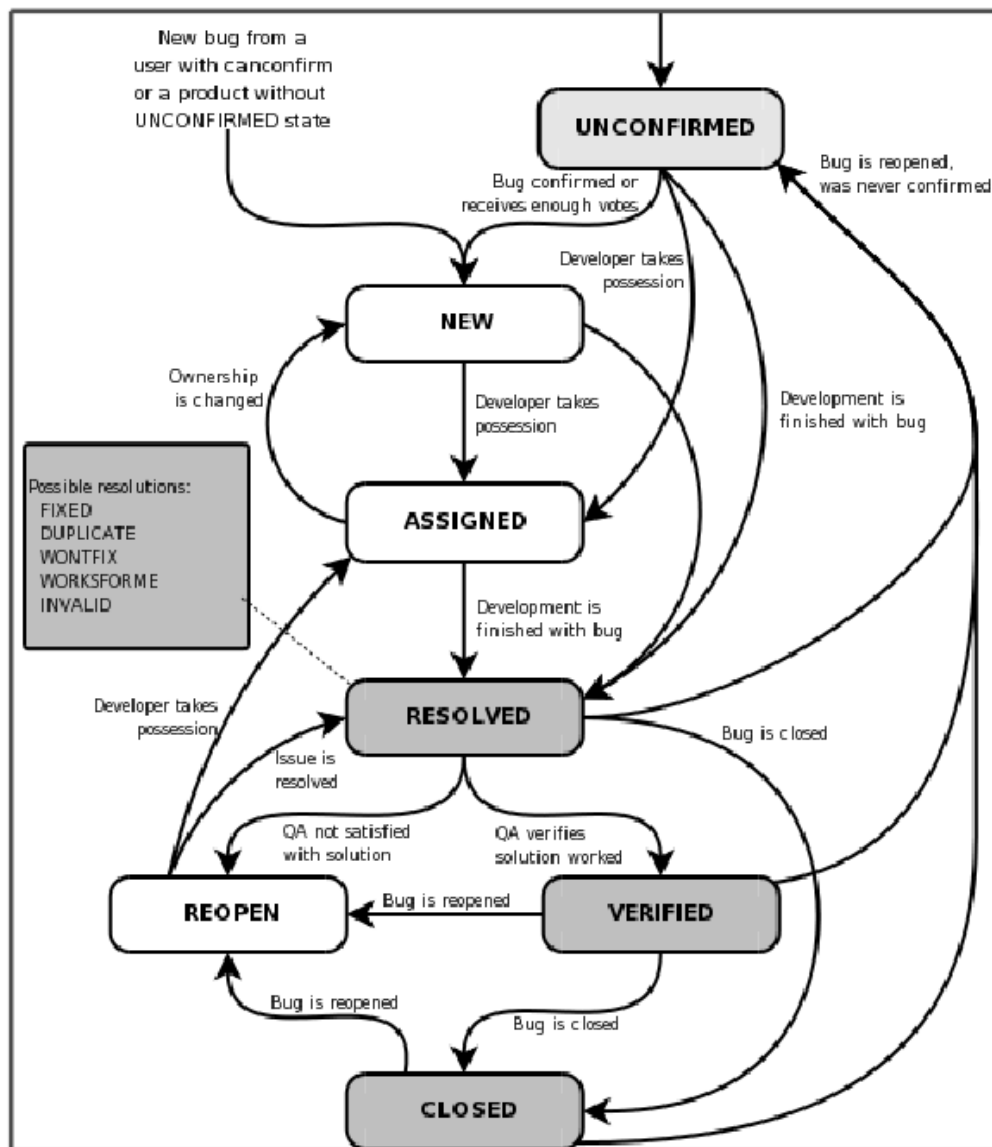 New bug from a
user with canconfirm
or a product without
UNCONFIRMED state
UNCONFIRMED
Bug is reopened,
was never confirmed
Bug confirmed or
receives enough votes
Developer takes
possession
NEW
Ownership
is changed
Developer takes
possession
Development is
finished with bug
Possible resolutions:
FIXED
DUPLICATE
WONTFIX
WORKSFORME
INVALID
ASSIGNED
Development is
finished with bug
Developer takes
possession
RESOLVED
Bug is closed
Issue is
resolved
QA not satisfied
with solution
QA verifies
solution worked
REOPEN
Bug is reopened
VERIFIED
Bug is reopened
Bug is closed
CLOSED